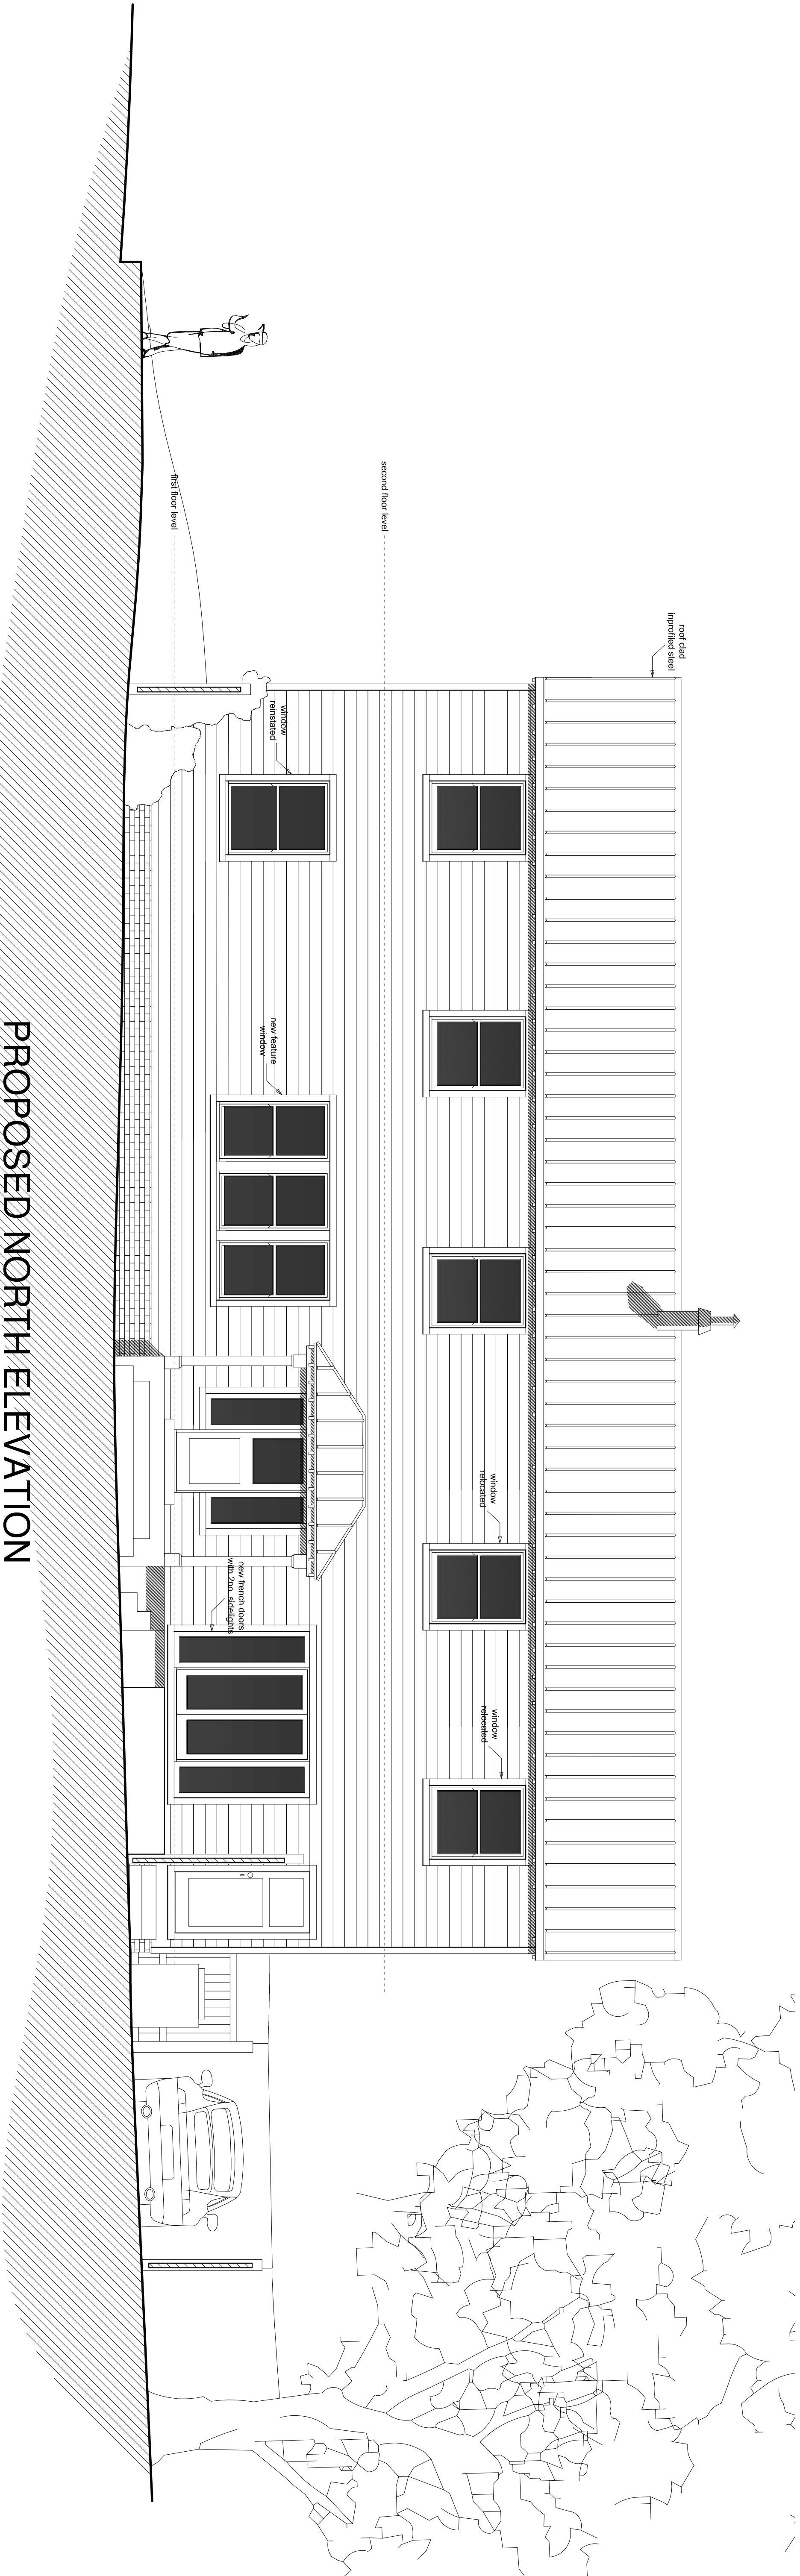 roof clad
inprofiled steel
second floor level
first floor level
window
reinstated
new feature
window
window
relocated
window
relocated
new french doors
with 2no. sidelights
PROPOSED NORTH ELEVATION